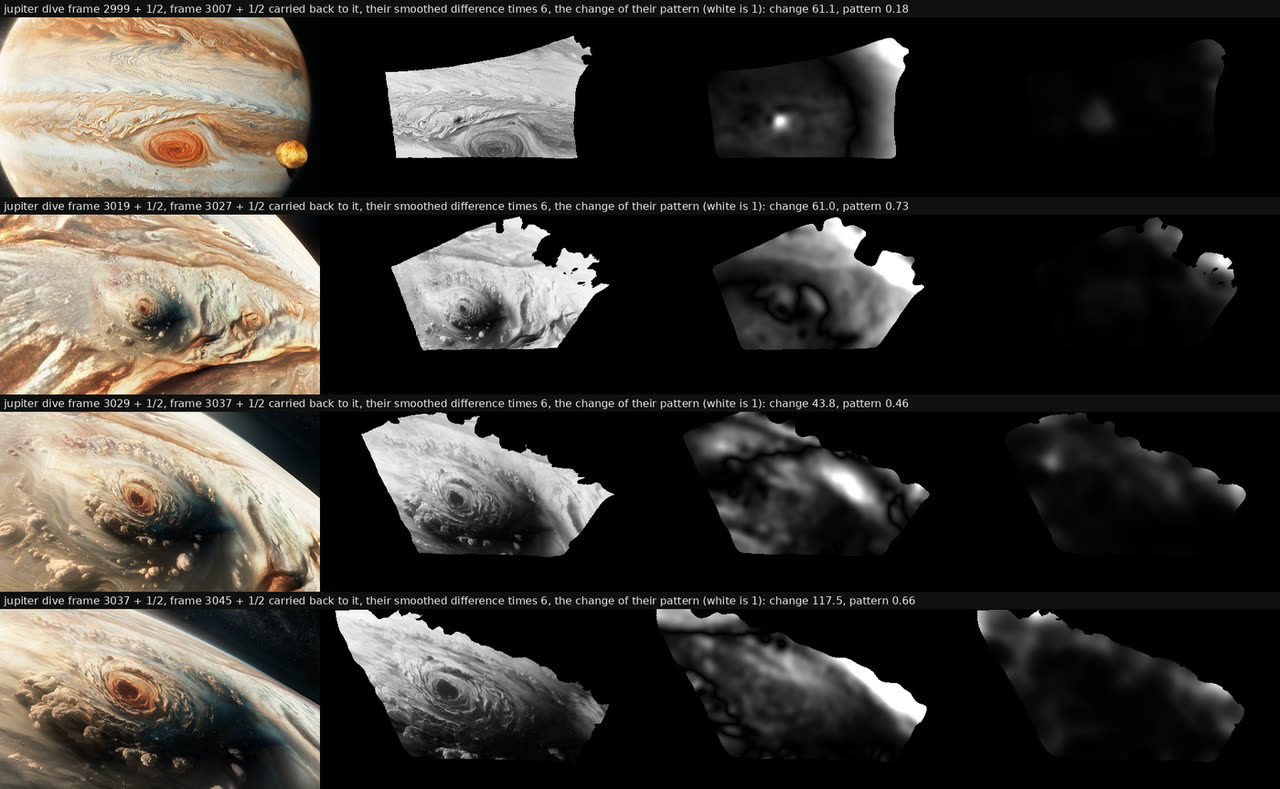 jupiter dive frame 2999 + 1/2, frame 3007 + 1/2 carried back to it, their smoothed difference times 6, the change of their pattern (white is 1): change 61.1, pattern 0.18
jupiter dive frame 3019 + 1/2, frame 3027 + 1/2 carried back to it, their smoothed difference times 6, the change of their pattern (white is 1): change 61.0, pattern 0.73
jupiter dive frame 3029 + 1/2, frame 3037 + 1/2 carried back to it, their smoothed difference times 6, the change of their pattern (white is 1): change 43.8, pattern 0.46
jupiter dive frame 3037 + 1/2, frame 3045 + 1/2 carried back to it, their smoothed difference times 6, the change of their pattern (white is 1): change 117.5, pattern 0.66